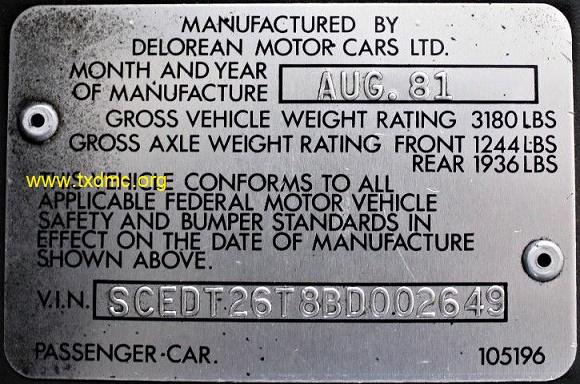 MANUFACTURED BY
DELOREAN MOTOR CARS LTD.
MONTH AND YEAR
OF MANUFACTURE AUG. 81
GROSS VEHICLE WEIGHT RATING 3180 LBS
GROSS AXLE WEIGHT RATING FRONT 1244 LBS
REAR 1936 LBS
www.txdmc.org
CONFORMS TO ALL
APPLICABLE FEDERAL MOTOR VEHICLE
SAFETY AND BUMPER STANDARDS IN
EFFECT ON THE DATE OF MANUFACTURE
SHOWN ABOVE.
V.I.N. SCEDT26T8BD002649
PASSENGER-CAR. 105196